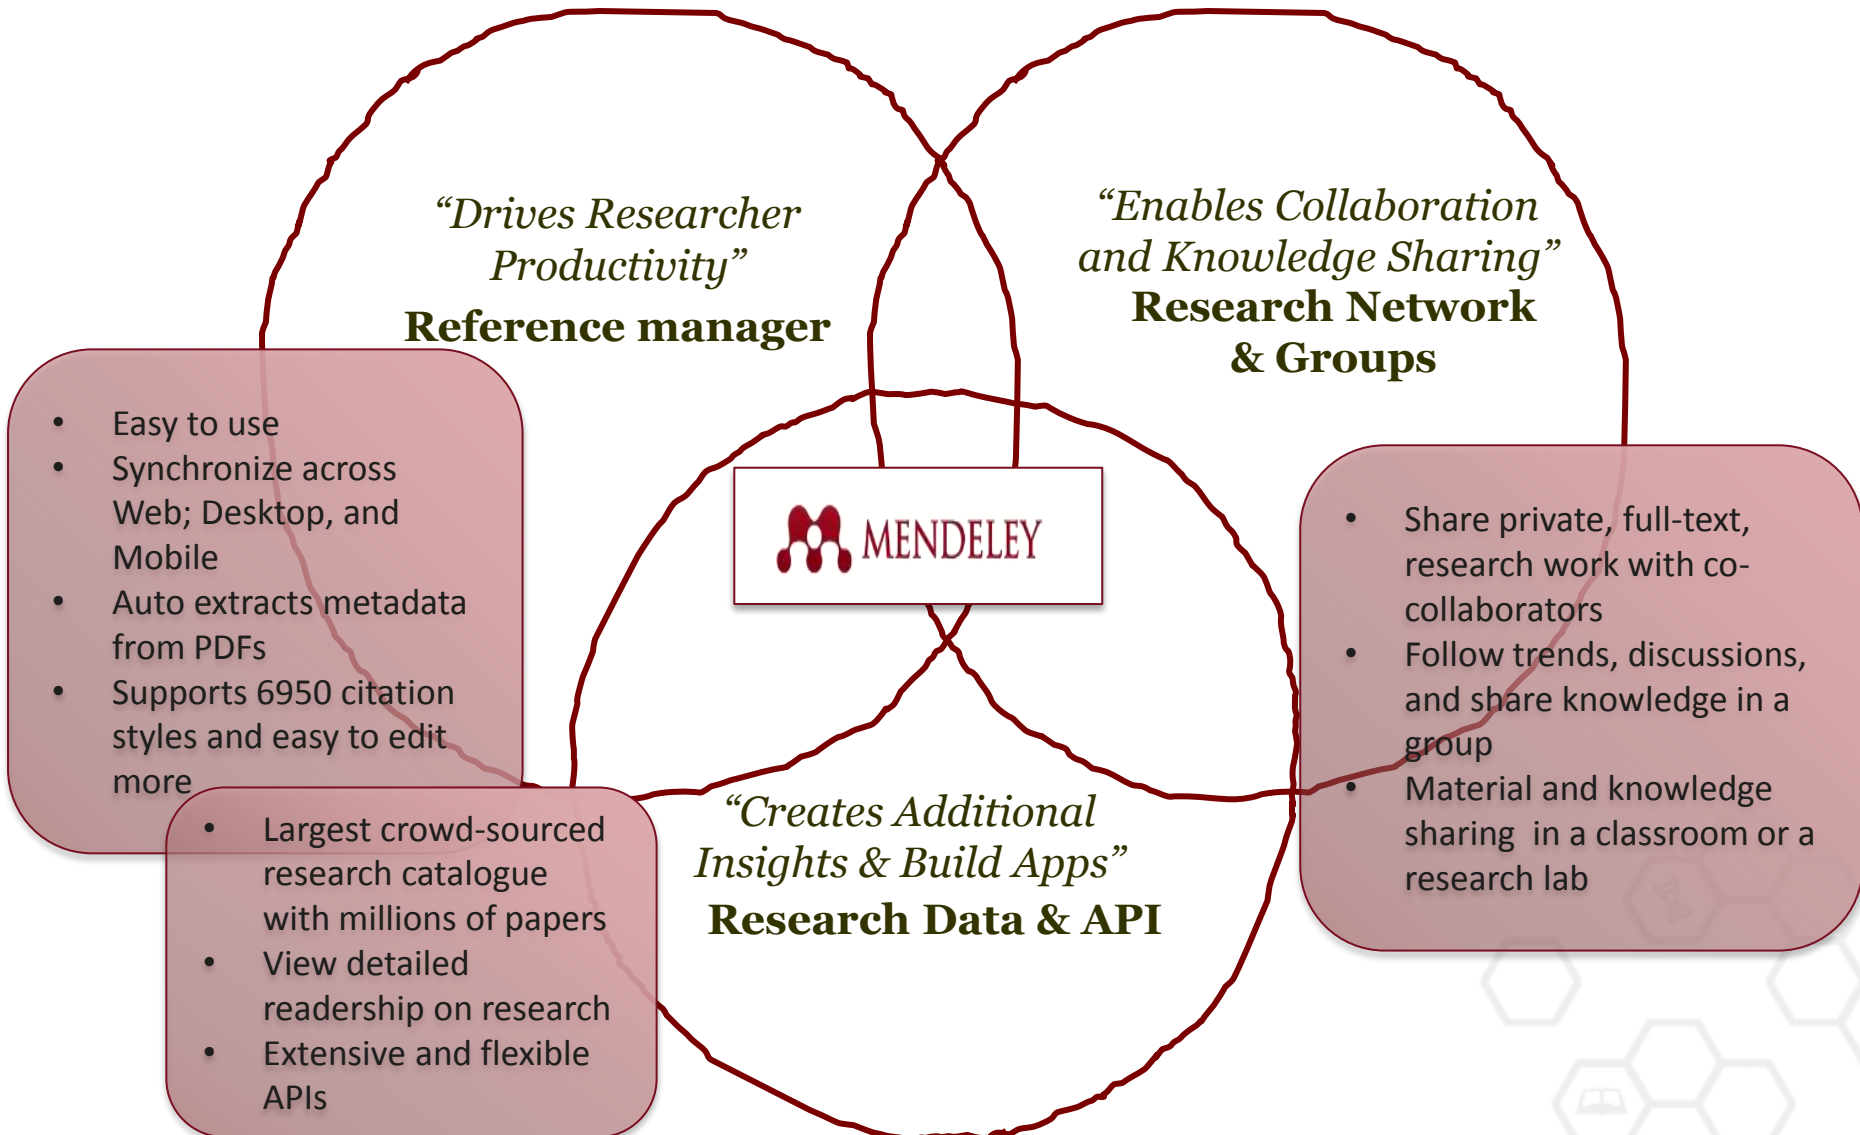 “Drives Researcher
Productivity”
Reference manager
“Enables Collaboration
and Knowledge Sharing”
Research Network
& Groups
• Easy to use
• Synchronize across
Web; Desktop, and
Mobile
• Auto extracts metadata
from PDFs
• Supports 6950 citation
styles and easy to edit
more
MENDELEY
• Share private, full-text,
research work with co-
collaborators
• Follow trends, discussions,
and share knowledge in a
group
• Material and knowledge
sharing in a classroom or a
research lab
• Largest crowd-sourced
research catalogue
with millions of papers
• View detailed
readership on research
• Extensive and flexible
APIs
“Creates Additional
Insights & Build Apps”
Research Data & API